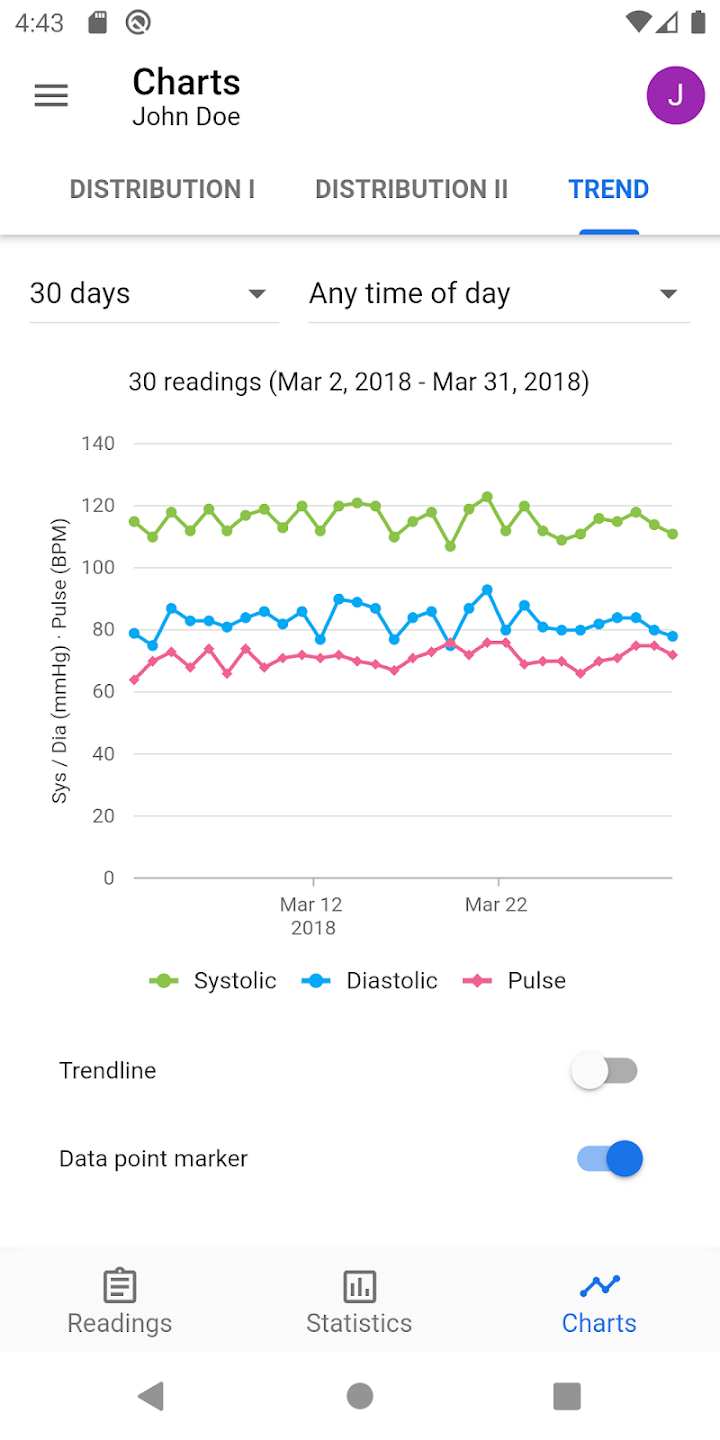 4:43
Charts
John Doe
J
DISTRIBUTION I
DISTRIBUTION II
TREND
30 days
Any time of day
30 readings (Mar 2, 2018 - Mar 31, 2018)
Sys / Dia (mmHg) · Pulse (BPM)
140
120
100
80
60
40
20
0
Mar 12
2018
Mar 22
Systolic
Diastolic
Pulse
Trendline
Data point marker
Readings
Statistics
Charts